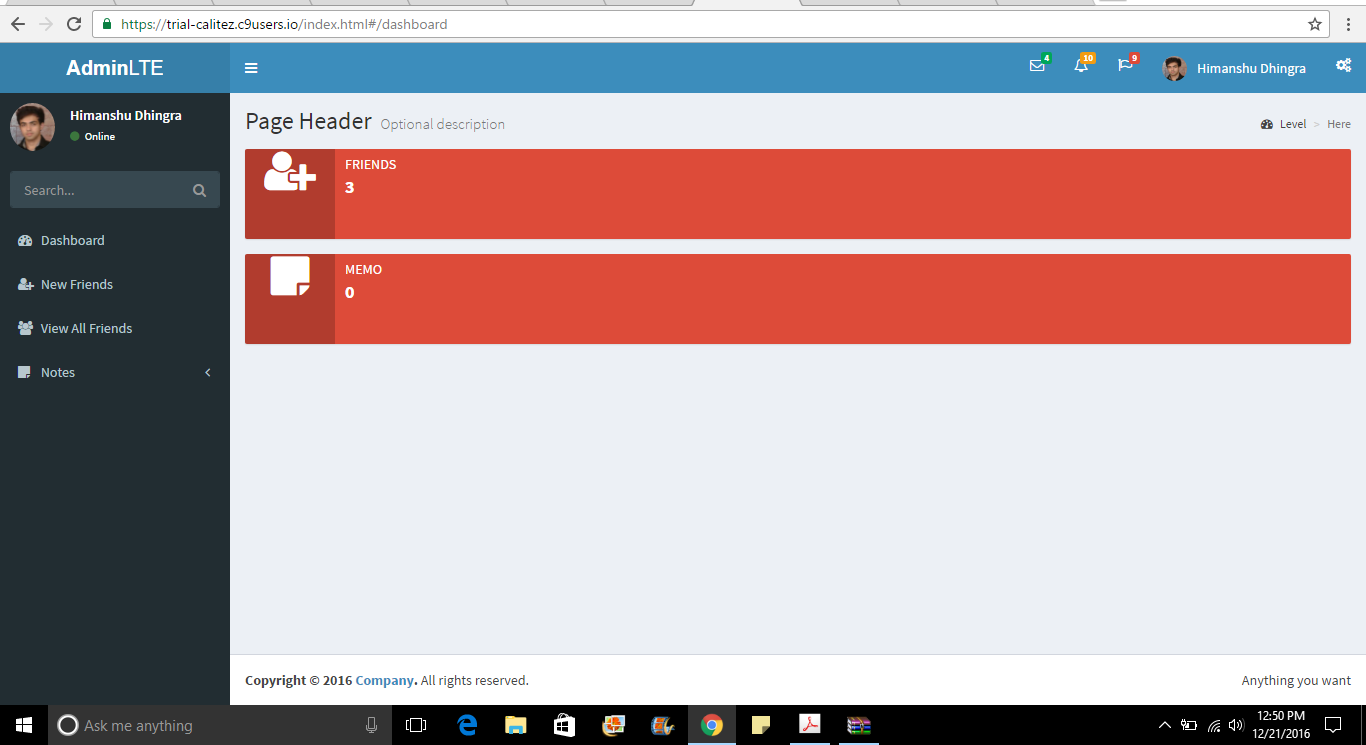 https://trial-calitez.c9users.io/index.html#/dashboard
AdminLTE
4
10
9
Himanshu Dhingra
Himanshu Dhingra
Online
Search...
Dashboard
New Friends
View All Friends
Notes
Page Header Optional description
Level > Here
FRIENDS
3
MEMO
0
Copyright © 2016 Company. All rights reserved.
Anything you want
Ask me anything
12:50 PM
12/21/2016